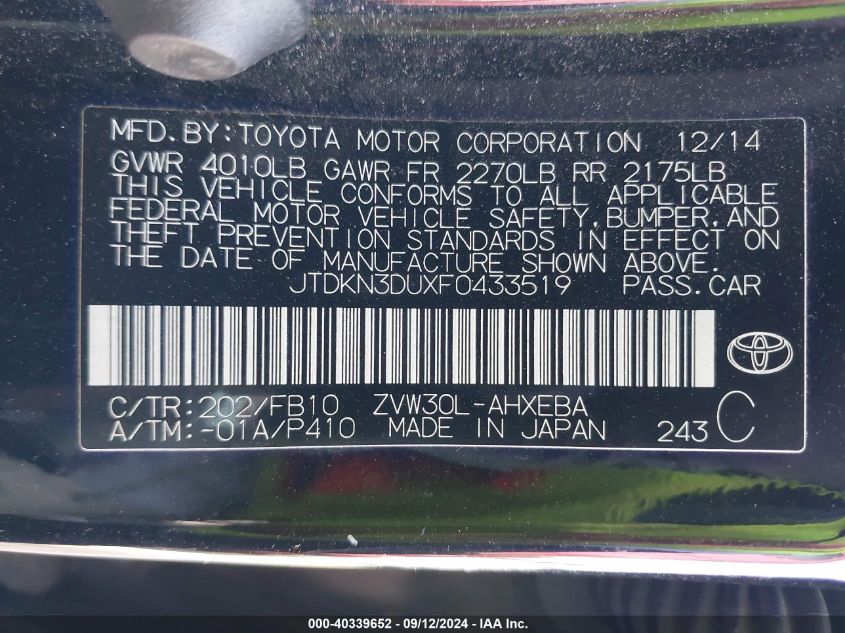 MFD.BY:TOYOTA MOTOR CORPORATION 12/14
GVWR 4010LB GAWR FR 2270LB RR 2175LB
THIS VEHICLE CONFORMS TO ALL APPLICABLE
FEDERAL MOTOR VEHICLE SAFETY,BUMPER,AND
THEFT PREVENTION STANDARDS IN EFFECT ON
THE DATE OF MANUFACTURE SHOWN ABOVE.
JTDKN3DUXF0433519 PASS.CAR
C/TR:202/FB10 ZVW30L-AHXEBA
A/TM:-01A/P410 MADE IN JAPAN 243 C
000-40339652 - 09/12/2024 - IAA Inc.